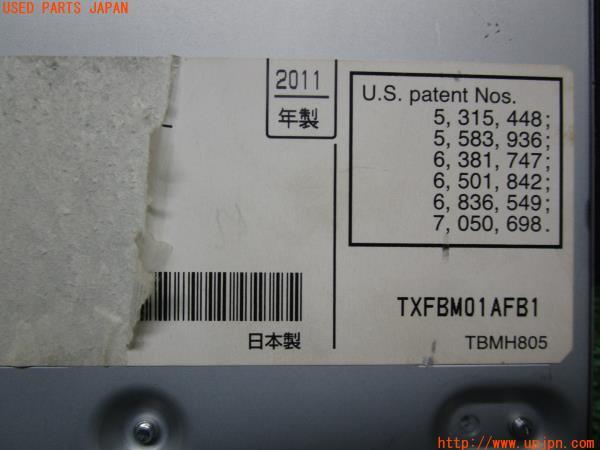 USED PARTS JAPAN
2011
年製
U.S. patent Nos.
5, 315, 448;
5, 583, 936;
6, 381, 747;
6, 501, 842;
6, 836, 549;
7, 050, 698.
日本製
TXFBM01AFB1
TBMH805
http://www.upjpn.com